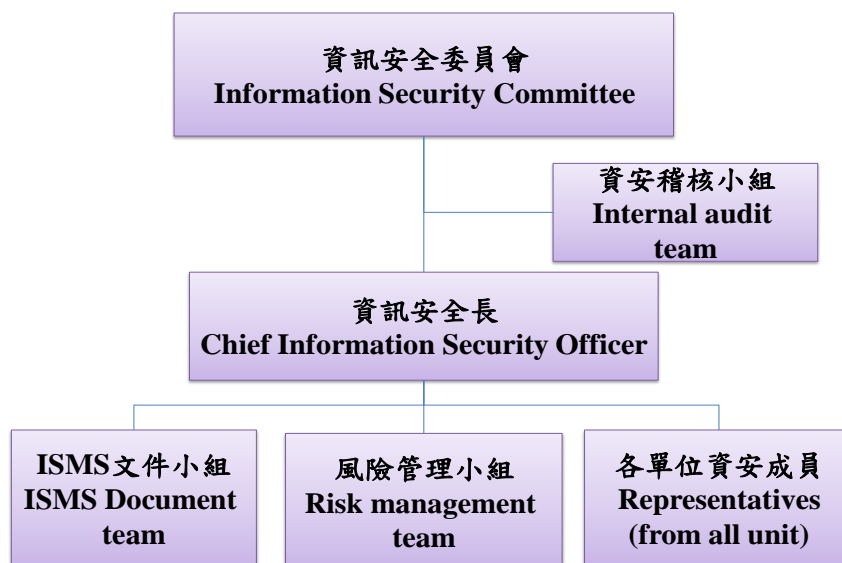 資訊安全委員會
Information Security Committee
資安稽核小組
Internal audit
team
資訊安全長
Chief Information Security Officer
ISMS文件小組
ISMS Document
team
風險管理小組
Risk management
team
各單位資安成員
Representatives
(from all unit)